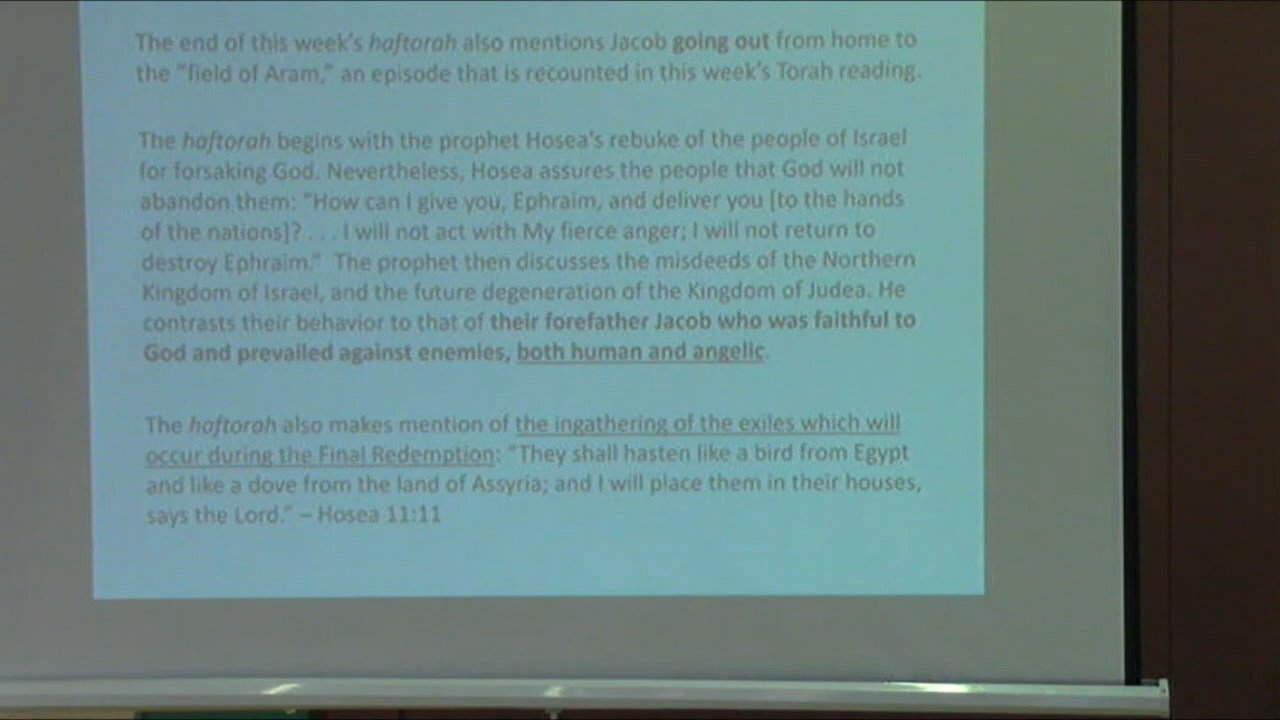 The end of this week's haftorah also mentions Jacob going out from home to
the "field of Aram," an episode that is recounted in this week's Torah reading.
The haftorah begins with the prophet Hosea's rebuke of the people of Israel
for forsaking God. Nevertheless, Hosea assures the people that God will not
abandon them: "How can I give you, Ephraim, and deliver you [to the hands
of the nations]? . . . I will not act with My fierce anger; I will not return to
destroy Ephraim." The prophet then discusses the misdeeds of the Northern
Kingdom of Israel, and the future degeneration of the Kingdom of Judea. He
contrasts their behavior to that of their forefather Jacob who was faithful to
God and prevailed against enemies, both human and angelic.
The haftorah also makes mention of the ingathering of the exiles which will
occur during the Final Redemption: "They shall hasten like a bird from Egypt
and like a dove from the land of Assyria; and I will place them in their houses,
says the Lord." – Hosea 11:11